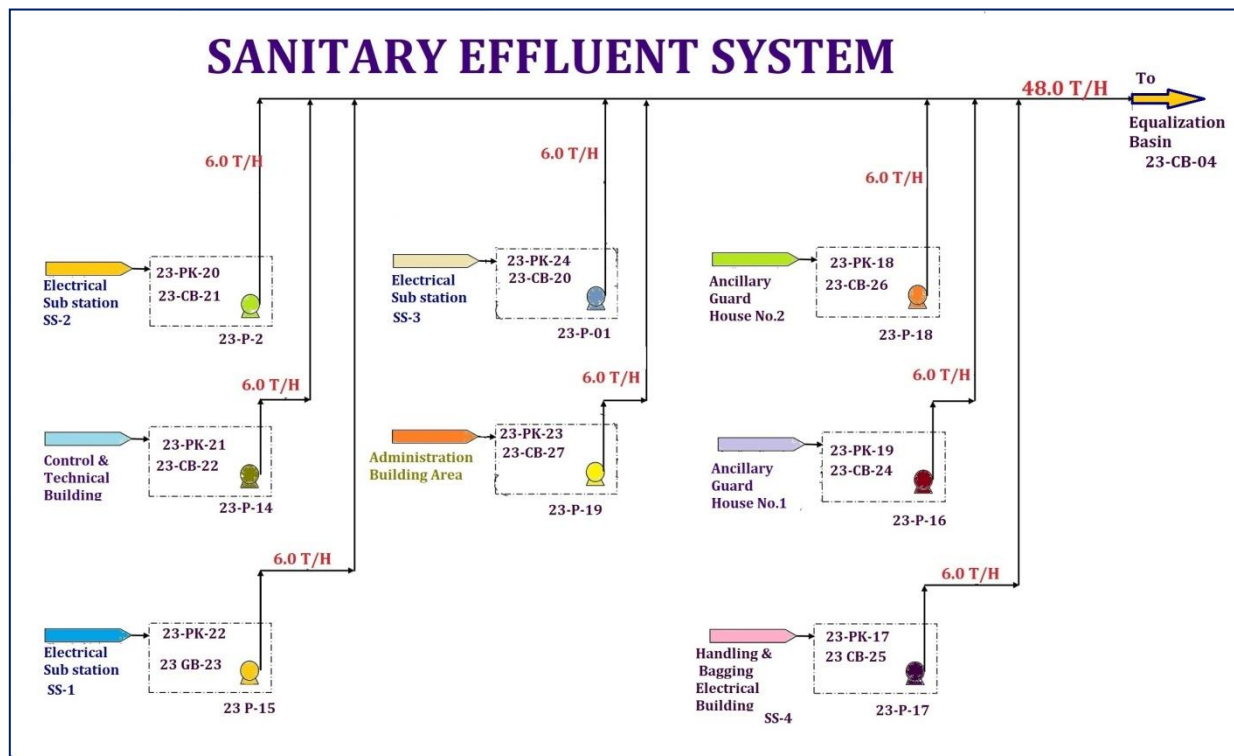 SANITARY EFFLUENT SYSTEM
48.0 T/H
To
Equalization
Basin
23-CB-04
6.0 T/H
6.0 T/H
6.0 T/H
23-PK-20
23-CB-21
Electrical
Sub station
SS-2
23-P-2
23-PK-24
23-CB-20
Electrical
Sub station
SS-3
23-P-01
23-PK-18
23-CB-26
Ancillary
Guard
House No.2
23-P-18
6.0 T/H
6.0 T/H
6.0 T/H
23-PK-21
23-CB-22
Control &
Technical
Building
23-P-14
23-PK-23
23-CB-27
Administration
Building Area
23-P-19
23-PK-19
23-CB-24
Ancillary
Guard
House No.1
23-P-16
6.0 T/H
6.0 T/H
23-PK-22
23 GB-23
Electrical
Sub station
SS-1
23 P-15
23-PK-17
23 CB-25
Handling &
Bagging
Electrical
Building
SS-4
23-P-17